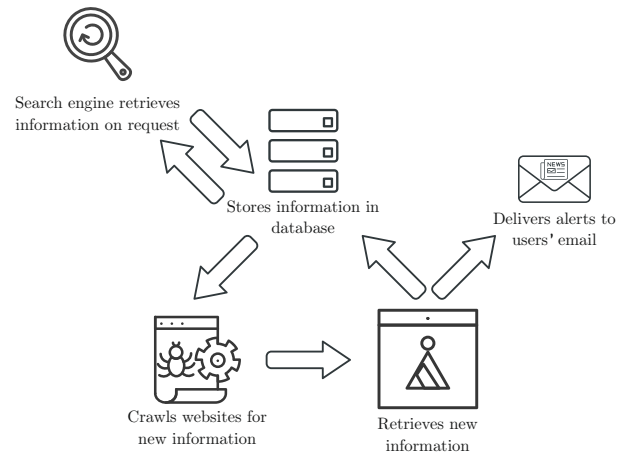 Search engine retrieves
information on request
Stores information in
database
NEWS
Delivers alerts to
users' email
Crawls websites for
new information
Retrieves new
information